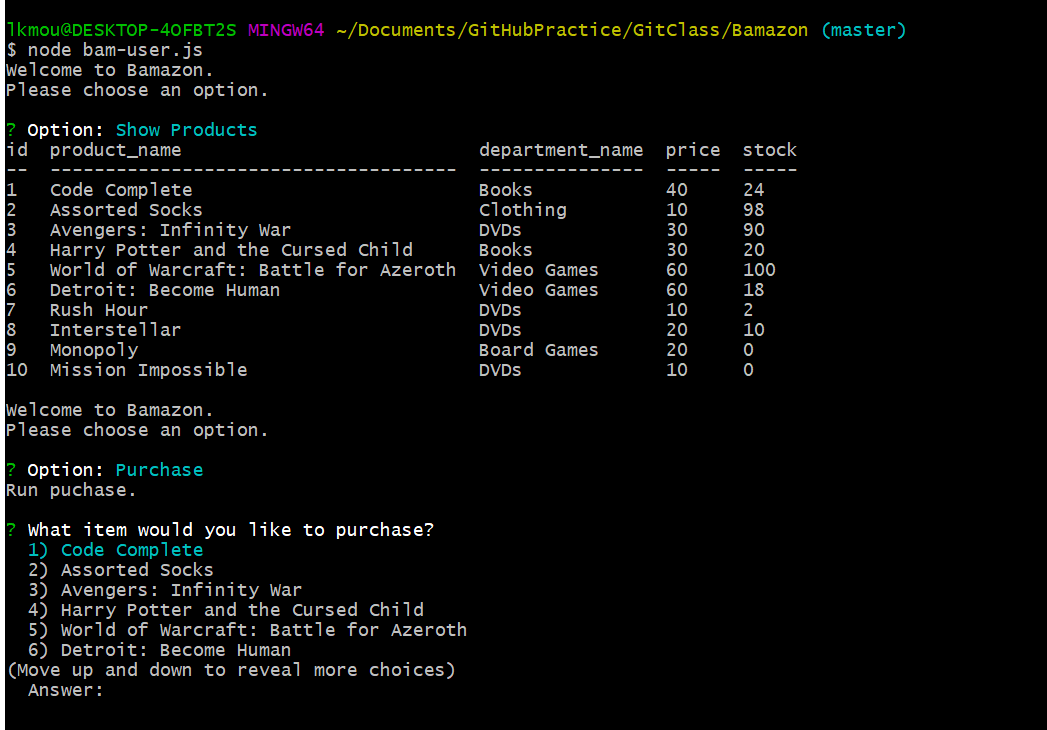 lkmou@DESKTOP-4OFBT2S MINGW64 ~/Documents/GitHubPractice/GitClass/Bamazon (master)
$ node bam-user.js
Welcome to Bamazon.
Please choose an option.

? Option: Show Products
id  product_name                           department_name  price  stock
--  -------------------------------------  ---------------  -----  -----
1   Code Complete                          Books            40     24
2   Assorted Socks                         Clothing         10     98
3   Avengers: Infinity War                 DVDs             30     90
4   Harry Potter and the Cursed Child      Books            30     20
5   World of Warcraft: Battle for Azeroth  Video Games      60     100
6   Detroit: Become Human                  Video Games      60     18
7   Rush Hour                              DVDs             10     2
8   Interstellar                           DVDs             20     10
9   Monopoly                               Board Games      20     0
10  Mission Impossible                     DVDs             10     0

Welcome to Bamazon.
Please choose an option.

? Option: Purchase
Run puchase.

? What item would you like to purchase?
  1) Code Complete
  2) Assorted Socks
  3) Avengers: Infinity War
  4) Harry Potter and the Cursed Child
  5) World of Warcraft: Battle for Azeroth
  6) Detroit: Become Human
(Move up and down to reveal more choices)
  Answer: